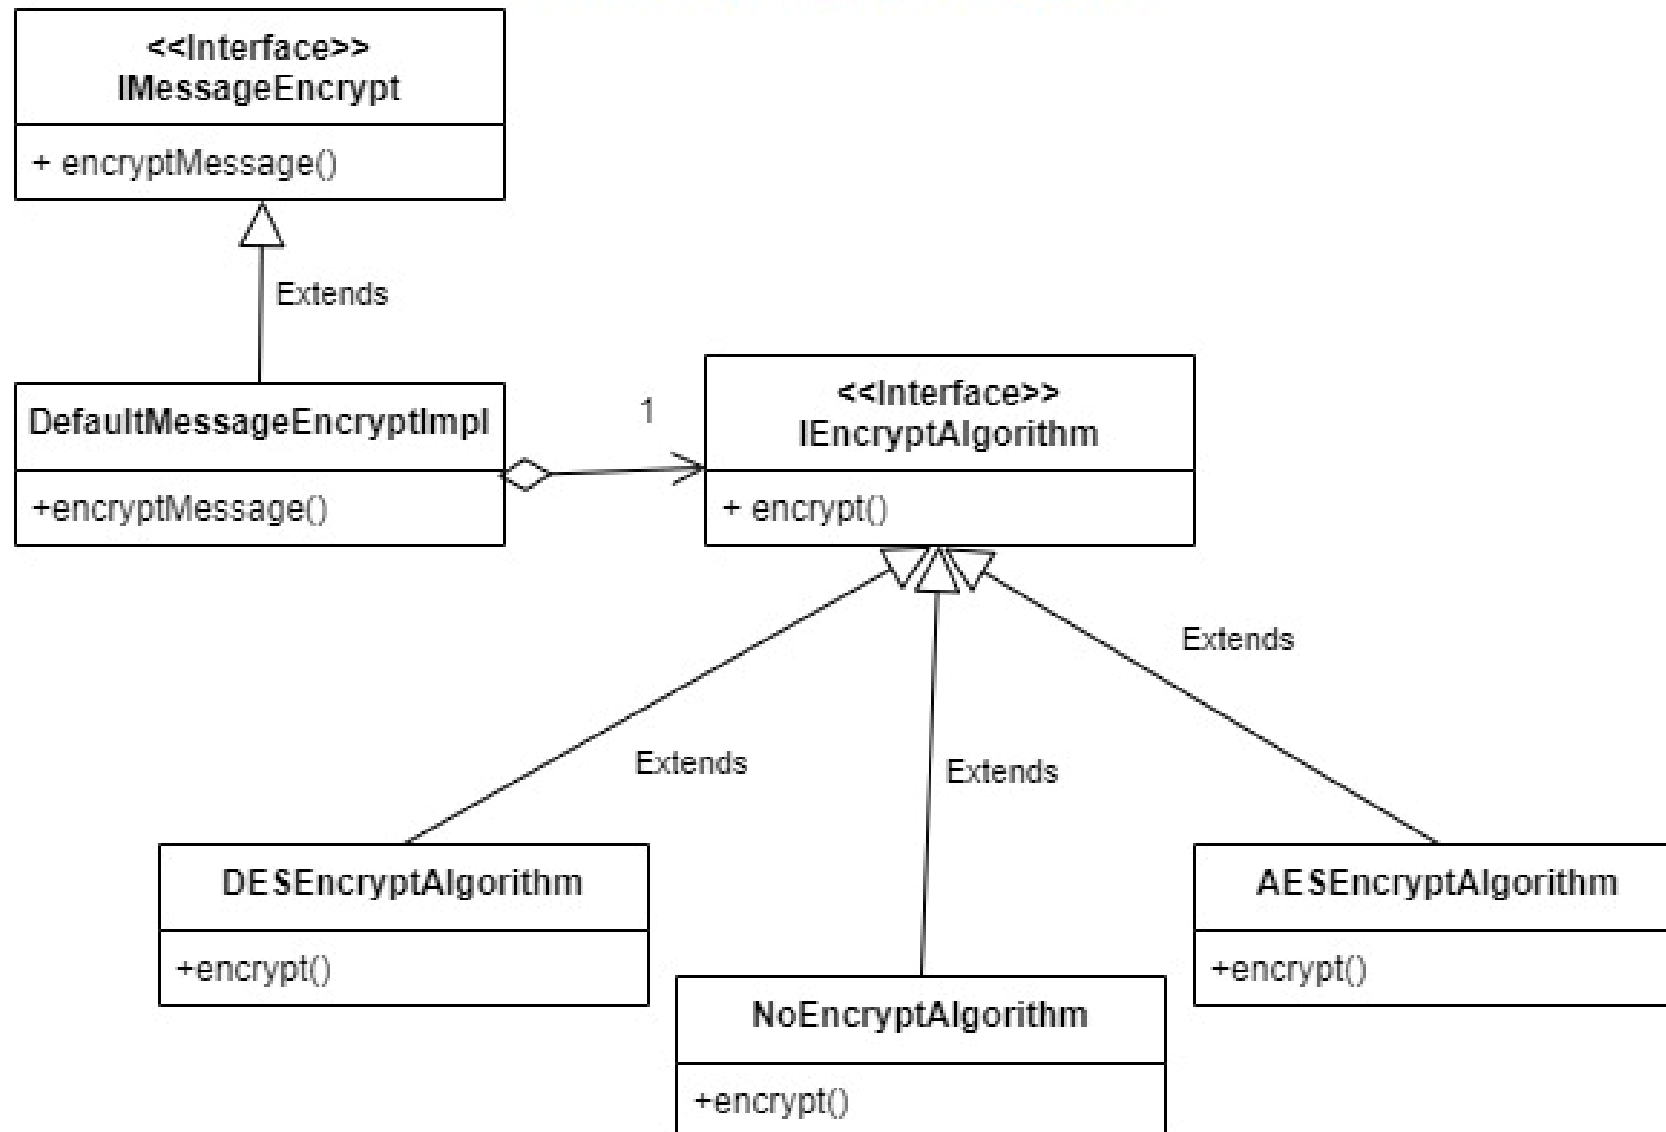 <<Interface>>
IMessageEncrypt
+ encryptMessage()
Extends
DefaultMessageEncryptImpl
+encryptMessage()
1
<<Interface>>
IEncryptAlgorithm
+ encrypt()
Extends
Extends
Extends
DESEncryptAlgorithm
+encrypt()
NoEncryptAlgorithm
+encrypt()
AESEncryptAlgorithm
+encrypt()